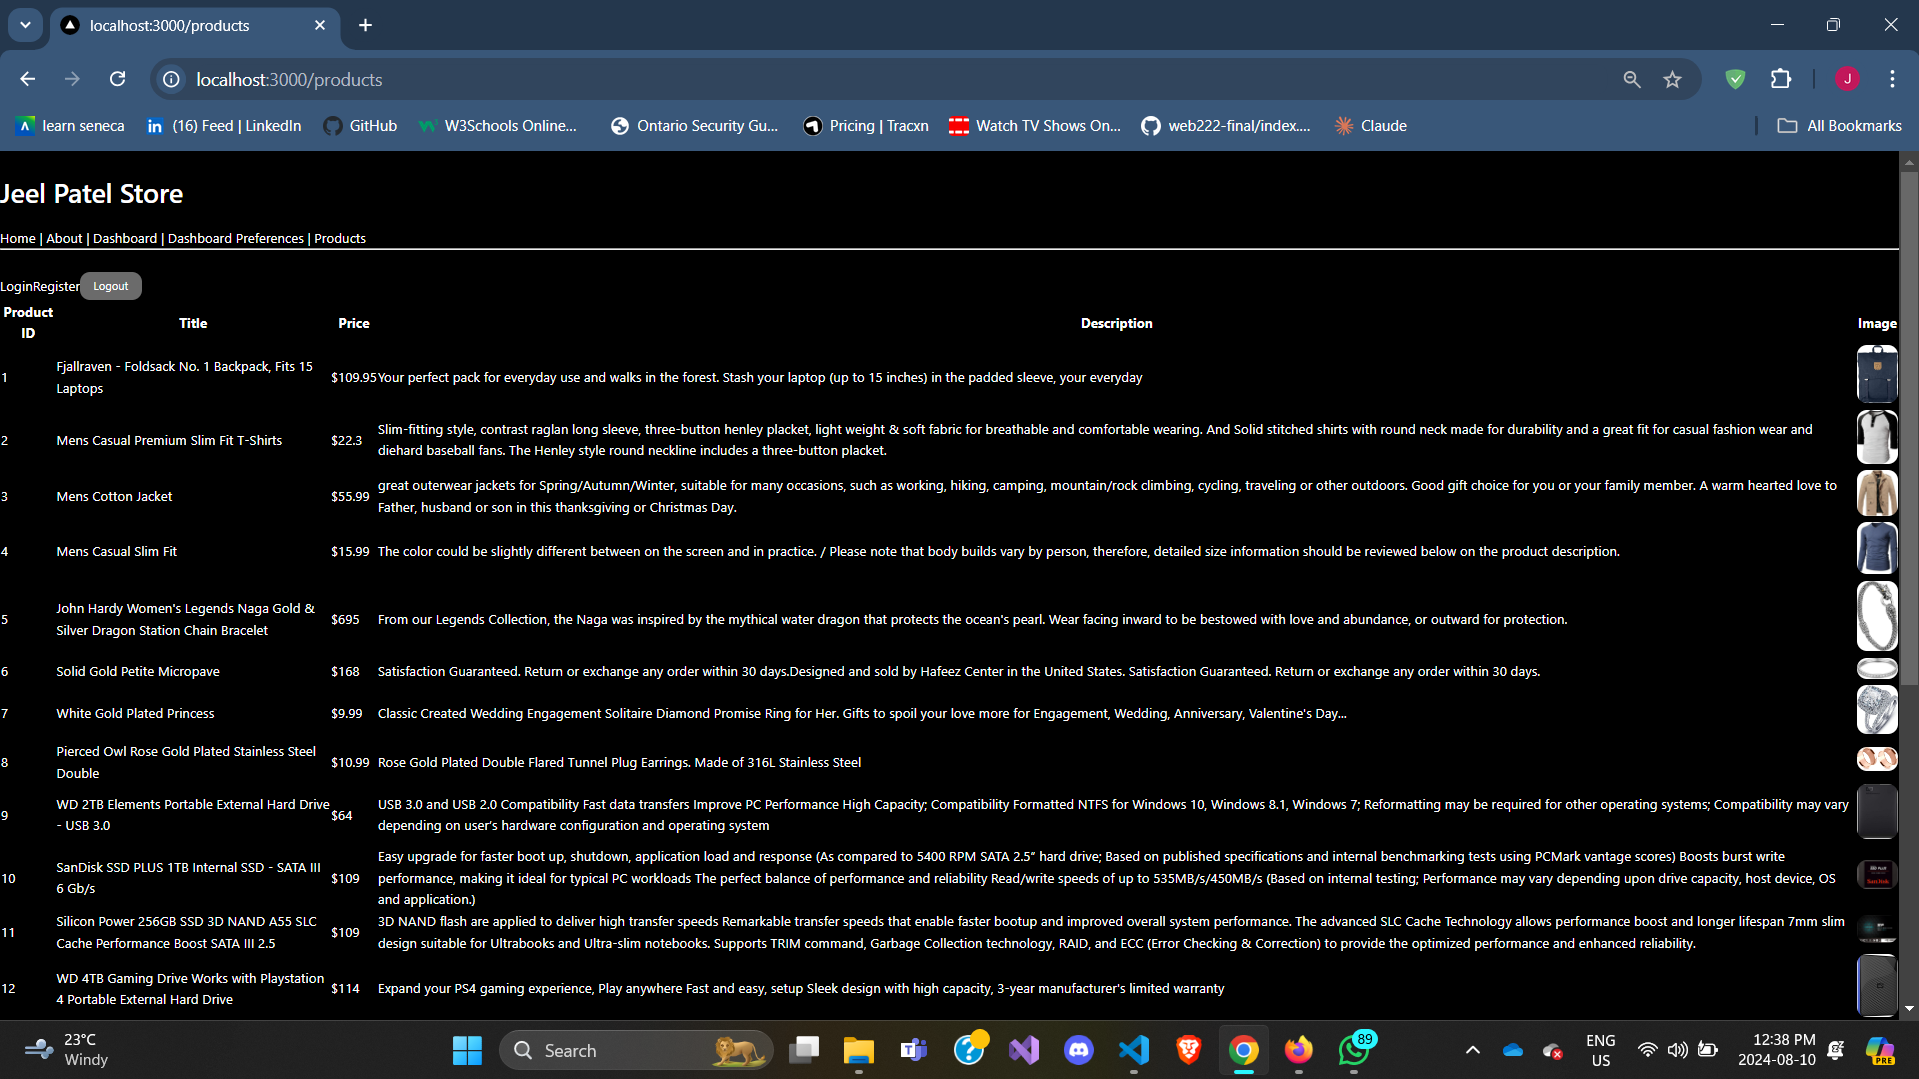 localhost:3000/products
localhost:3000/products
J
learn seneca
(16) Feed | LinkedIn
GitHub
W3Schools Online...
Ontario Security Gu...
Pricing | Tracxn
Watch TV Shows On...
web222-final/index....
Claude
All Bookmarks
Jeel Patel Store
Home | About | Dashboard | Dashboard Preferences | Products
LoginRegister Logout
Product ID Title Price Description Image
1 Fjallraven - Foldsack No. 1 Backpack, Fits 15 Laptops $109.95 Your perfect pack for everyday use and walks in the forest. Stash your laptop (up to 15 inches) in the padded sleeve, your everyday
2 Mens Casual Premium Slim Fit T-Shirts $22.3 Slim-fitting style, contrast raglan long sleeve, three-button henley placket, light weight & soft fabric for breathable and comfortable wearing. And Solid stitched shirts with round neck made for durability and a great fit for casual fashion wear and
diehard baseball fans. The Henley style round neckline includes a three-button placket.
3 Mens Cotton Jacket $55.99 great outerwear jackets for Spring/Autumn/Winter, suitable for many occasions, such as working, hiking, camping, mountain/rock climbing, cycling, traveling or other outdoors. Good gift choice for you or your family member. A warm hearted love to
Father, husband or son in this thanksgiving or Christmas Day.
4 Mens Casual Slim Fit $15.99 The color could be slightly different between on the screen and in practice. / Please note that body builds vary by person, therefore, detailed size information should be reviewed below on the product description.
5 John Hardy Women's Legends Naga Gold & Silver Dragon Station Chain Bracelet $695 From our Legends Collection, the Naga was inspired by the mythical water dragon that protects the ocean's pearl. Wear facing inward to be bestowed with love and abundance, or outward for protection.
6 Solid Gold Petite Micropave $168 Satisfaction Guaranteed. Return or exchange any order within 30 days.Designed and sold by Hafeez Center in the United States. Satisfaction Guaranteed. Return or exchange any order within 30 days.
7 White Gold Plated Princess $9.99 Classic Created Wedding Engagement Solitaire Diamond Promise Ring for Her. Gifts to spoil your love more for Engagement, Wedding, Anniversary, Valentine's Day...
8 Pierced Owl Rose Gold Plated Stainless Steel Double $10.99 Rose Gold Plated Double Flared Tunnel Plug Earrings. Made of 316L Stainless Steel
9 WD 2TB Elements Portable External Hard Drive - USB 3.0 $64 USB 3.0 and USB 2.0 Compatibility Fast data transfers Improve PC Performance High Capacity; Compatibility Formatted NTFS for Windows 10, Windows 8.1, Windows 7; Reformatting may be required for other operating systems; Compatibility may vary
depending on user's hardware configuration and operating system
10 SanDisk SSD PLUS 1TB Internal SSD - SATA III 6 Gb/s $109 Easy upgrade for faster boot up, shutdown, application load and response (As compared to 5400 RPM SATA 2.5” hard drive; Based on published specifications and internal benchmarking tests using PCMark vantage scores) Boosts burst write
performance, making it ideal for typical PC workloads The perfect balance of performance and reliability Read/write speeds of up to 535MB/s/450MB/s (Based on internal testing; Performance may vary depending upon drive capacity, host device, OS
and application.)
11 Silicon Power 256GB SSD 3D NAND A55 SLC Cache Performance Boost SATA III 2.5 $109 3D NAND flash are applied to deliver high transfer speeds Remarkable transfer speeds that enable faster bootup and improved overall system performance. The advanced SLC Cache Technology allows performance boost and longer lifespan 7mm slim
design suitable for Ultrabooks and Ultra-slim notebooks. Supports TRIM command, Garbage Collection technology, RAID, and ECC (Error Checking & Correction) to provide the optimized performance and enhanced reliability.
12 WD 4TB Gaming Drive Works with Playstation 4 Portable External Hard Drive $114 Expand your PS4 gaming experience, Play anywhere Fast and easy, setup Sleek design with high capacity, 3-year manufacturer's limited warranty
23°C
Windy
Search
89
ENG
US
12:38 PM
2024-08-10
PRE